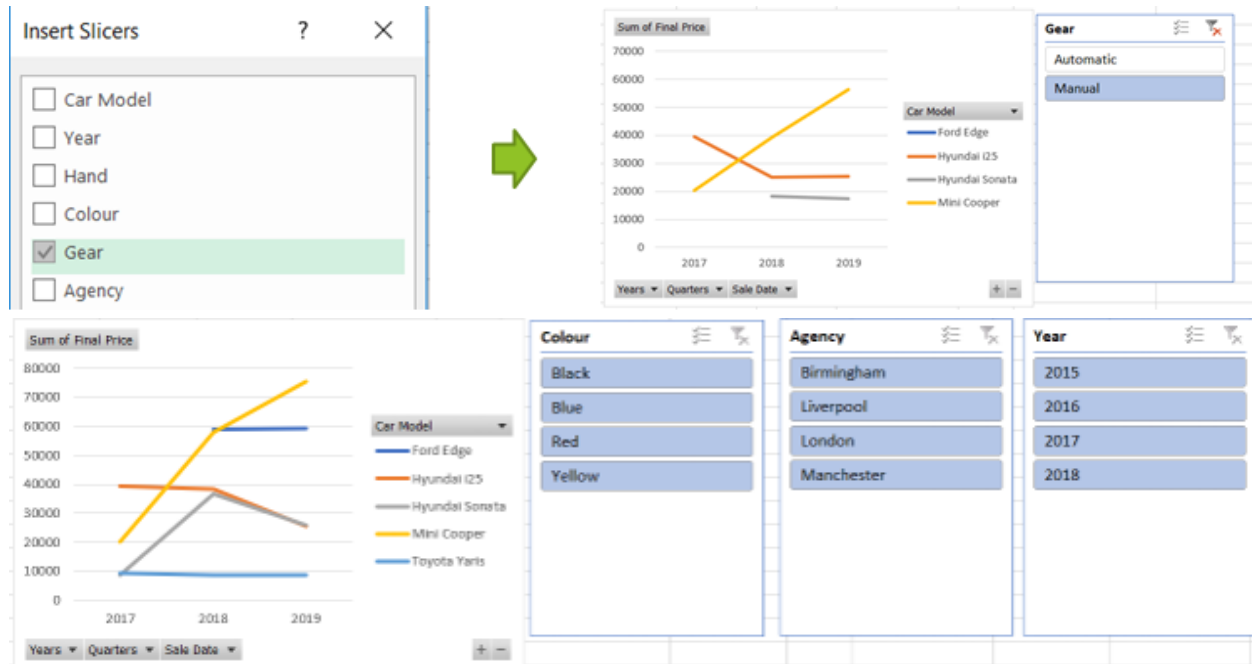 Insert Slicers ? ×
Car Model
Year
Hand
Colour
Gear
Agency
Sum of Final Price
70000
60000
50000
40000
30000
20000
10000
0
2017 2018 2019
Years Quarters Sale Date + −
Car Model
Ford Edge
Hyundai i25
Hyundai Sonata
Mini Cooper
Gear
Automatic
Manual
Sum of Final Price
80000
70000
60000
50000
40000
30000
20000
10000
0
2017 2018 2019
Years Quarters Sale Date + −
Car Model
Ford Edge
Hyundai i25
Hyundai Sonata
Mini Cooper
Toyota Yaris
Colour
Black
Blue
Red
Yellow
Agency
Birmingham
Liverpool
London
Manchester
Year
2015
2016
2017
2018